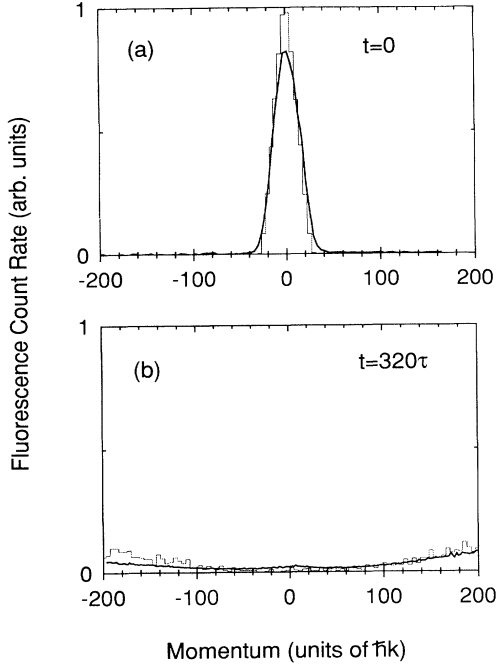 Fluorescence Count Rate (arb. units)
1
(a)
t=0
0
-200 -100 0 100 200
1
(b)
t=320τ
0
-200 -100 0 100 200
Momentum (units of ħk)